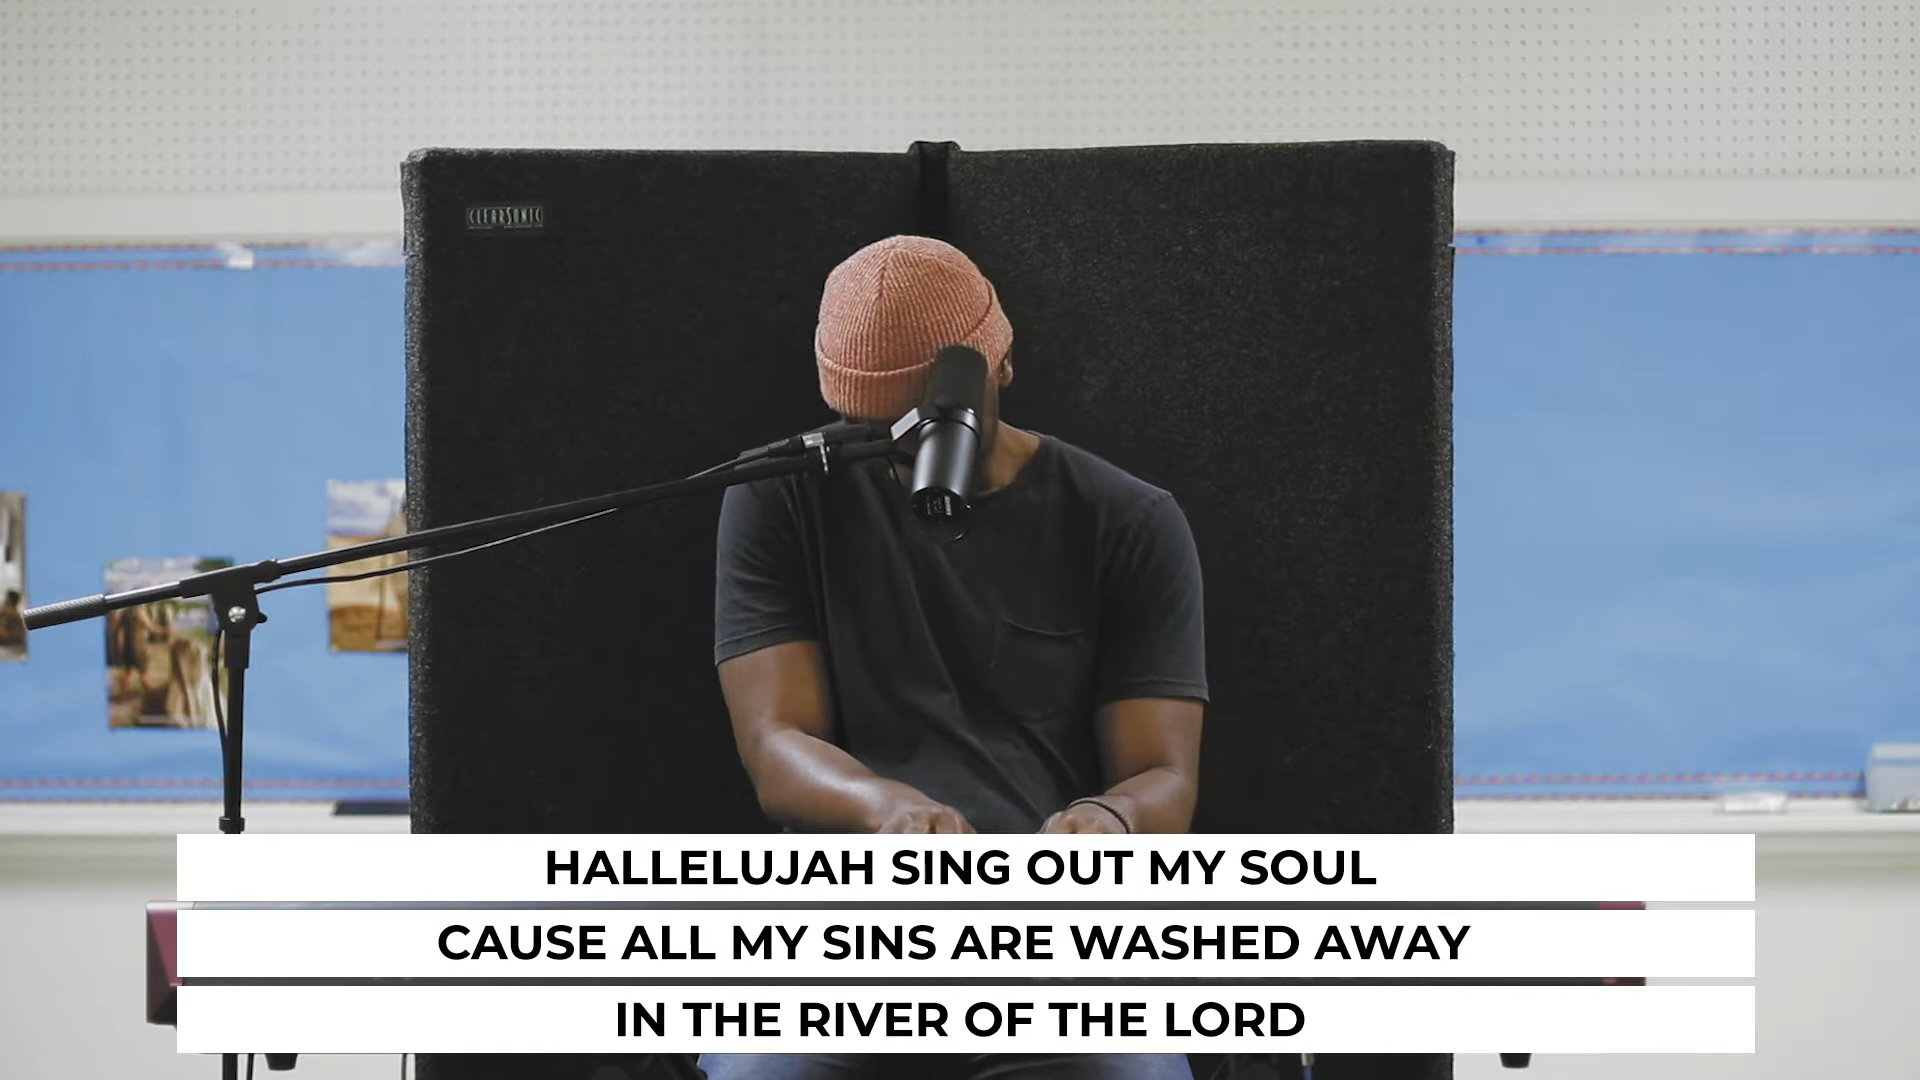 CLEARSONIC
HALLELUJAH SING OUT MY SOUL
CAUSE ALL MY SINS ARE WASHED AWAY
IN THE RIVER OF THE LORD